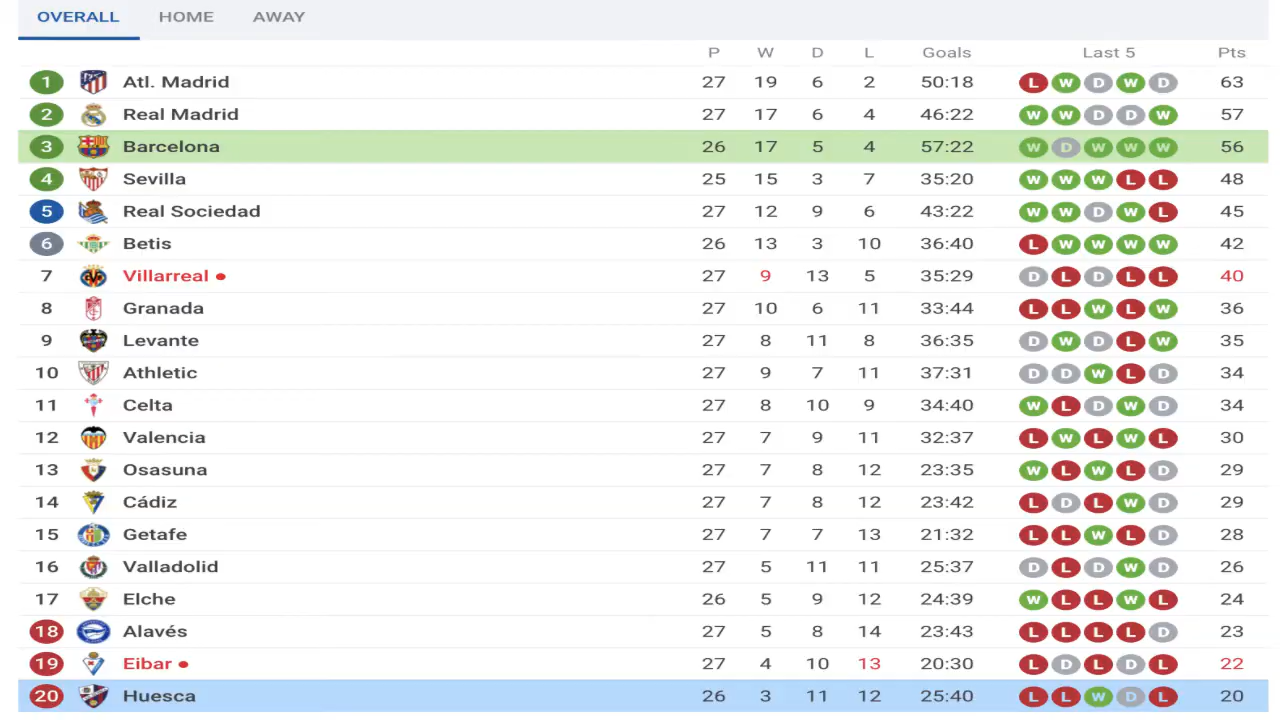 OVERALL HOME AWAY
P W D L Goals Last 5 Pts
1 Atl. Madrid 27 19 6 2 50:18 L W D W D 63
2 Real Madrid 27 17 6 4 46:22 W W D D W 57
3 Barcelona 26 17 5 4 57:22 W D W W W 56
4 Sevilla 25 15 3 7 35:20 W W W L L 48
5 Real Sociedad 27 12 9 6 43:22 W W D W L 45
6 Betis 26 13 3 10 36:40 L W W W W 42
7 Villarreal 27 9 13 5 35:29 D L D L L 40
8 Granada 27 10 6 11 33:44 L L W L W 36
9 Levante 27 8 11 8 36:35 D W D L W 35
10 Athletic 27 9 7 11 37:31 D D W L D 34
11 Celta 27 8 10 9 34:40 W L D W D 34
12 Valencia 27 7 9 11 32:37 L W L W L 30
13 Osasuna 27 7 8 12 23:35 W L W L D 29
14 Cádiz 27 7 8 12 23:42 L D L W D 29
15 Getafe 27 7 7 13 21:32 L L W L D 28
16 Valladolid 27 5 11 11 25:37 D L D W D 26
17 Elche 26 5 9 12 24:39 W L L W L 24
18 Alavés 27 5 8 14 23:43 L L L L D 23
19 Eibar 27 4 10 13 20:30 L D L D L 22
20 Huesca 26 3 11 12 25:40 L L W D L 20